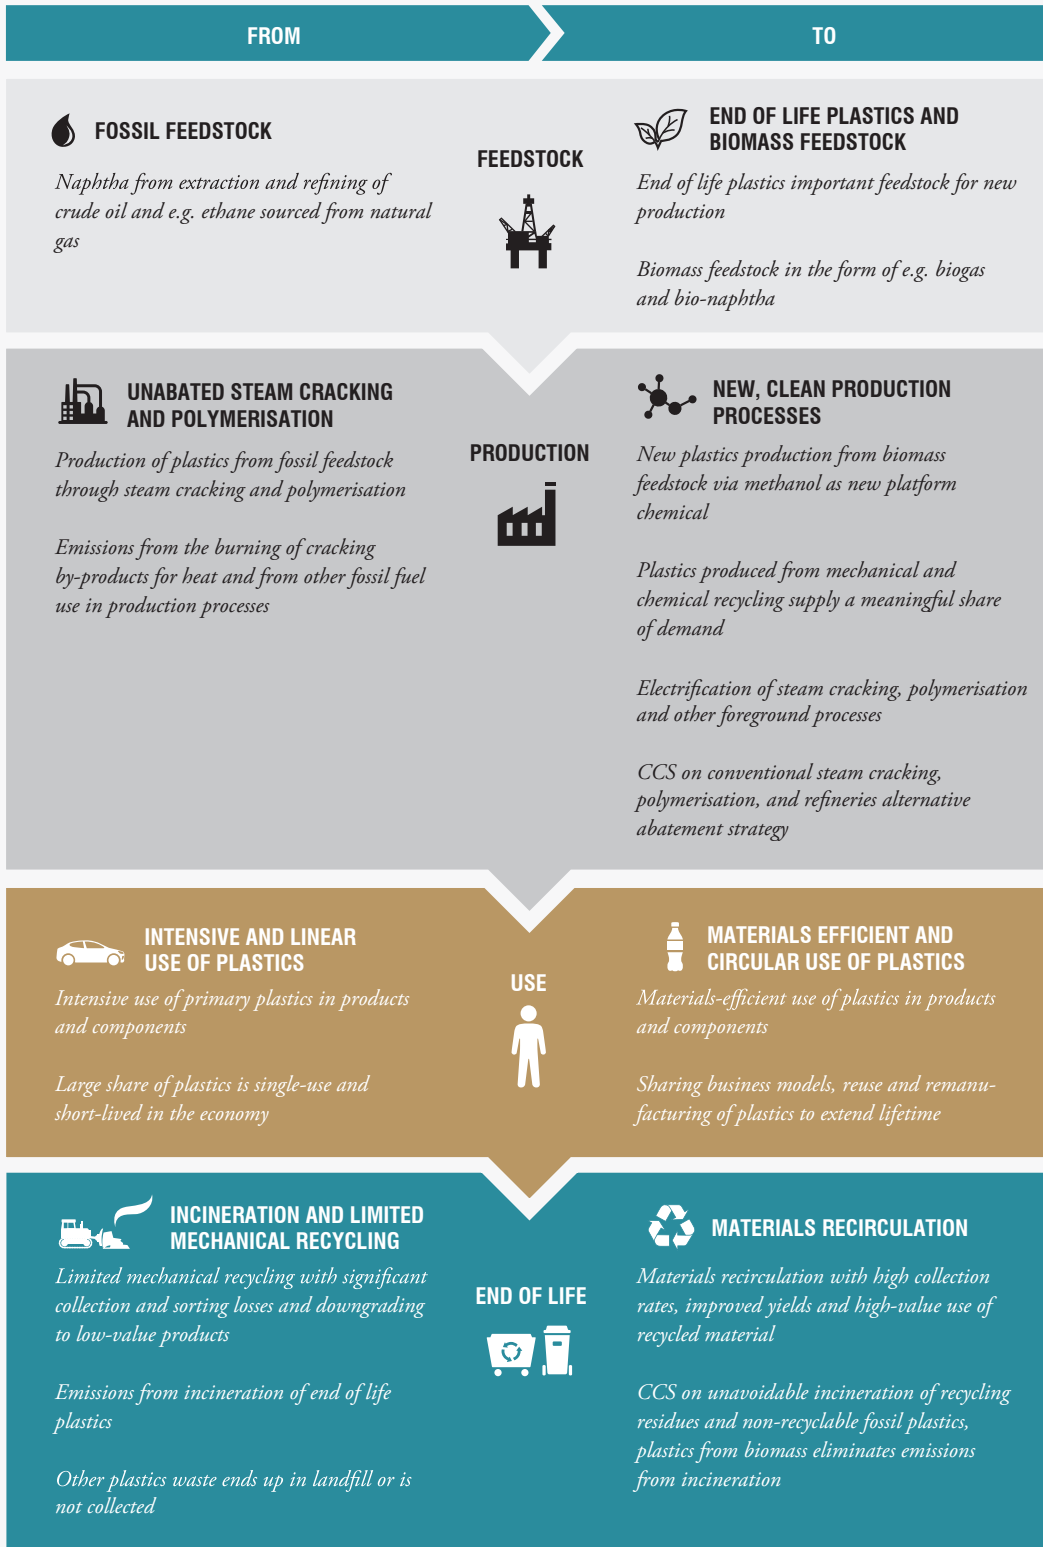 FROM
TO
FOSSIL FEEDSTOCK
Naphtha from extraction and refining of
crude oil and e.g. ethane sourced from natural
gas
FEEDSTOCK
END OF LIFE PLASTICS AND
BIOMASS FEEDSTOCK
End of life plastics important feedstock for new
production
Biomass feedstock in the form of e.g. biogas
and bio-naphtha
UNABATED STEAM CRACKING
AND POLYMERISATION
Production of plastics from fossil feedstock
through steam cracking and polymerisation
Emissions from the burning of cracking
by-products for heat and from other fossil fuel
use in production processes
PRODUCTION
NEW, CLEAN PRODUCTION
PROCESSES
New plastics production from biomass
feedstock via methanol as new platform
chemical
Plastics produced from mechanical and
chemical recycling supply a meaningful share
of demand
Electrification of steam cracking, polymerisation
and other foreground processes
CCS on conventional steam cracking,
polymerisation, and refineries alternative
abatement strategy
INTENSIVE AND LINEAR
USE OF PLASTICS
Intensive use of primary plastics in products
and components
Large share of plastics is single-use and
short-lived in the economy
USE
MATERIALS EFFICIENT AND
CIRCULAR USE OF PLASTICS
Materials-efficient use of plastics in products
and components
Sharing business models, reuse and remanu-
facturing of plastics to extend lifetime
INCINERATION AND LIMITED
MECHANICAL RECYCLING
Limited mechanical recycling with significant
collection and sorting losses and downgrading
to low-value products
Emissions from incineration of end of life
plastics
Other plastics waste ends up in landfill or is
not collected
END OF LIFE
MATERIALS RECIRCULATION
Materials recirculation with high collection
rates, improved yields and high-value use of
recycled material
CCS on unavoidable incineration of recycling
residues and non-recyclable fossil plastics,
plastics from biomass eliminates emissions
from incineration